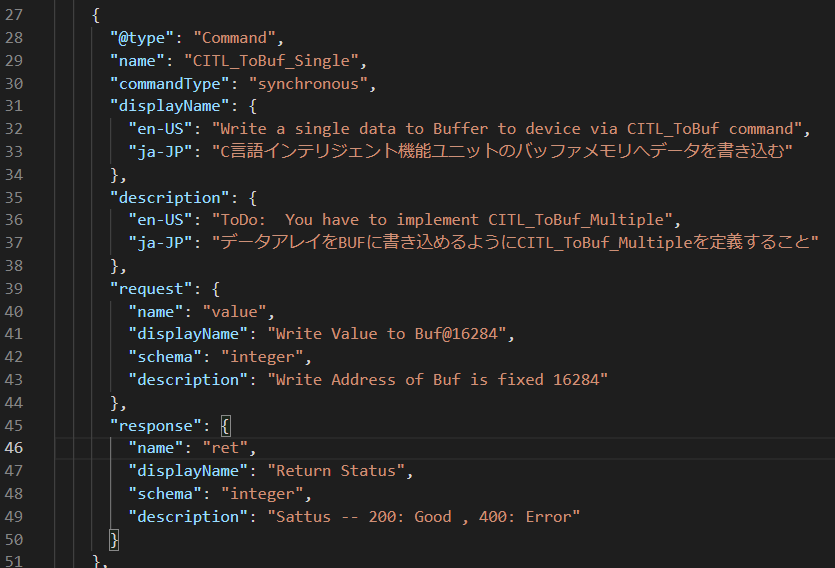 27 {
28 "@type": "Command",
29 "name": "CITL_ToBuf_Single",
30 "commandType": "synchronous",
31 "displayName": {
32 "en-US": "Write a single data to Buffer to device via CITL_ToBuf command",
33 "ja-JP": "C言語インテリジェント機能ユニットのバッファメモリへデータを書き込む"
34 },
35 "description": {
36 "en-US": "ToDo:  You have to implement CITL_ToBuf_Multiple",
37 "ja-JP": "データアレイをBUFに書き込めるようにCITL_ToBuf_Multipleを定義すること"
38 },
39 "request": {
40 "name": "value",
41 "displayName": "Write Value to Buf@16284",
42 "schema": "integer",
43 "description": "Write Address of Buf is fixed 16284"
44 },
45 "response": {
46 "name": "ret",
47 "displayName": "Return Status",
48 "schema": "integer",
49 "description": "Sattus -- 200: Good , 400: Error"
50 }
51 },